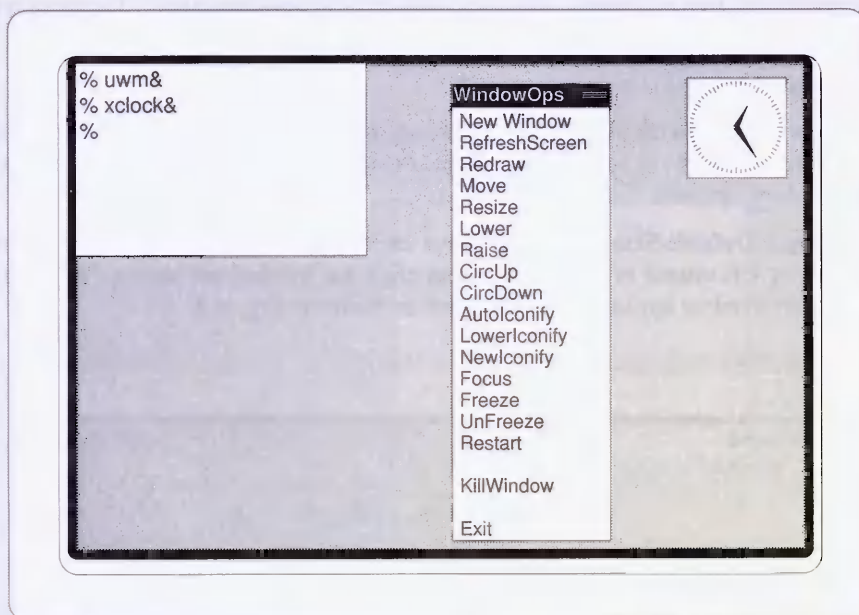 % uwm&
% xclock&
%
WindowOps
New Window
RefreshScreen
Redraw
Move
Resize
Lower
Raise
CircUp
CircDown
AutoIconify
LowerIconify
NewIconify
Focus
Freeze
UnFreeze
Restart
KillWindow
Exit